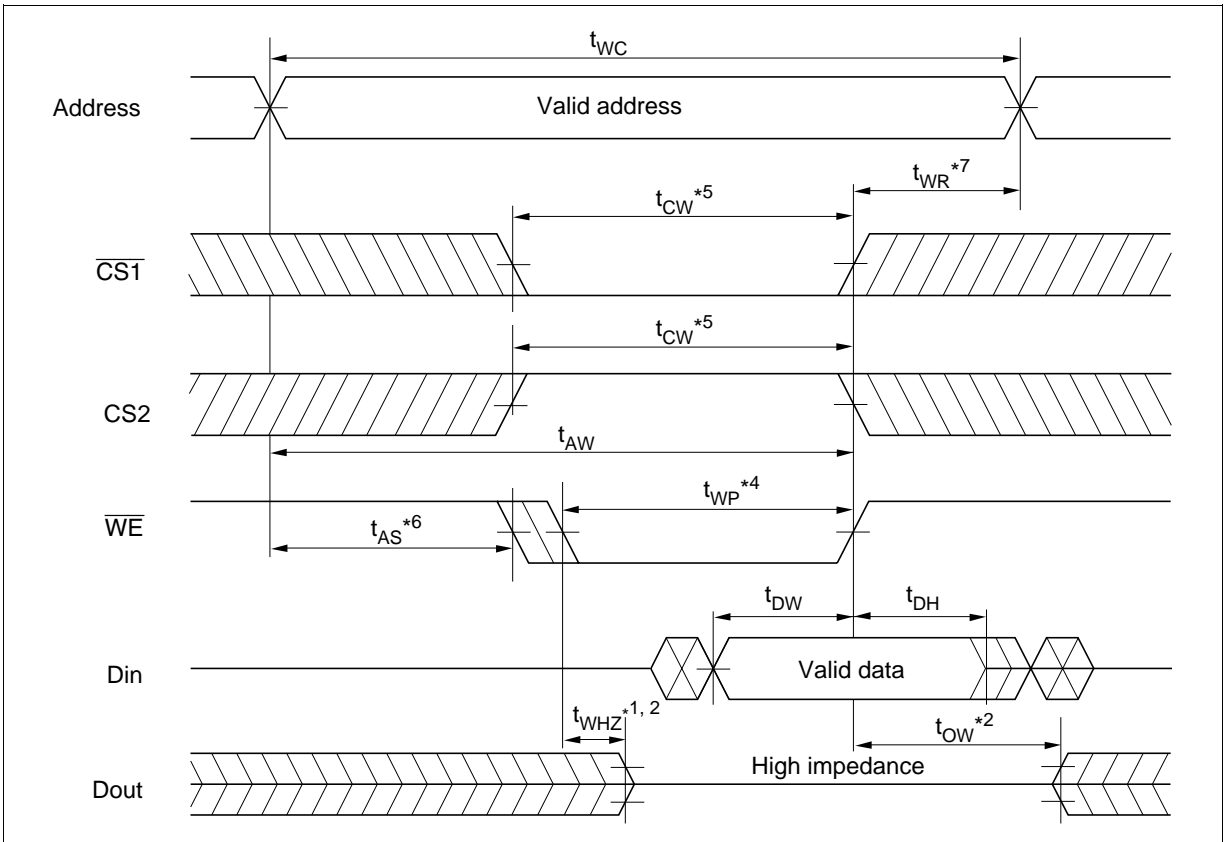 tWC
Address Valid address
tWR*7
tCW*5
CS1
tCW*5
CS2
tAW
tWP*4
WE
tAS*6
tDW tDH
Din Valid data
tWHZ*1, 2 tOW*2
High impedance
Dout